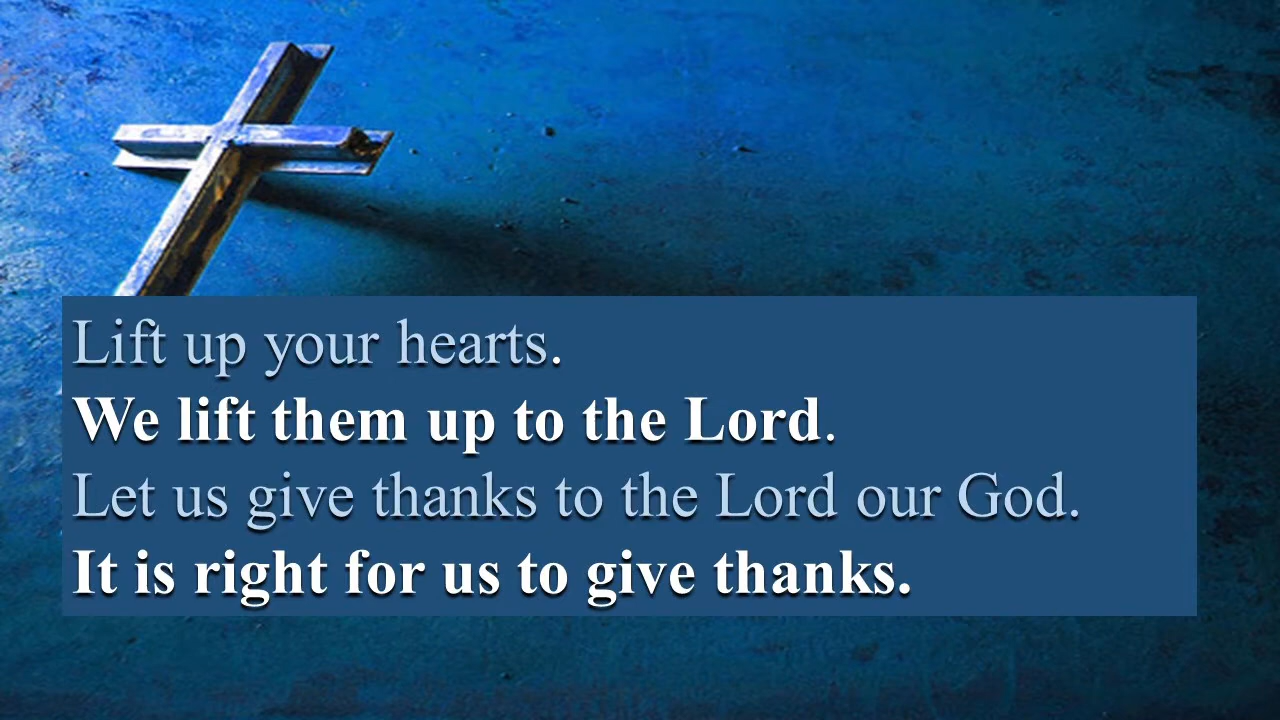 Lift up your hearts.
We lift them up to the Lord.
Let us give thanks to the Lord our God.
It is right for us to give thanks.